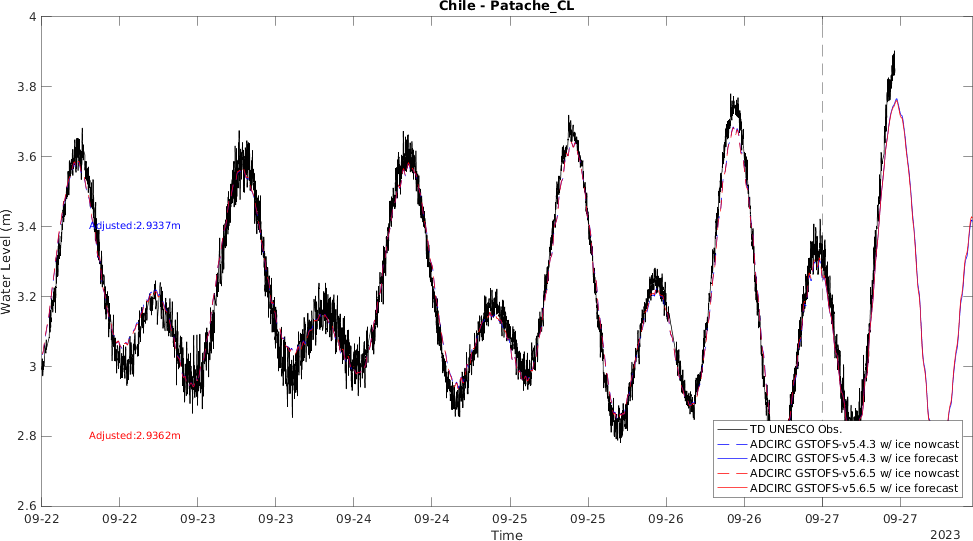 Chile - Patache_CL
4
3.8
3.6
3.4
3.2
3
2.8
2.6
Water Level (m)
Adjusted:2.9337m
Adjusted:2.9362m
TD UNESCO Obs.
ADCIRC GSTOFS-v5.4.3 w/ ice nowcast
ADCIRC GSTOFS-v5.4.3 w/ ice forecast
ADCIRC GSTOFS-v5.6.5 w/ ice nowcast
ADCIRC GSTOFS-v5.6.5 w/ ice forecast
09-22 09-22 09-23 09-23 09-24 09-24 09-25 09-25 09-26 09-26 09-27 09-27
Time
2023